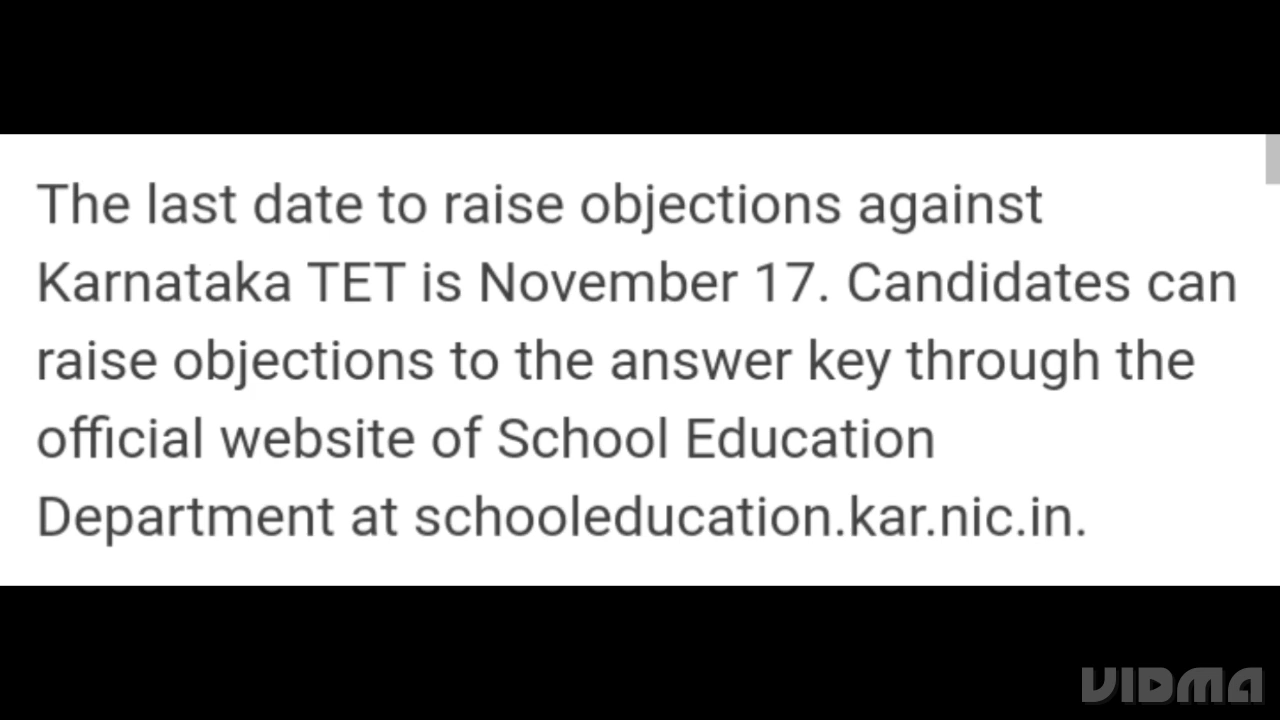 The last date to raise objections against
Karnataka TET is November 17. Candidates can
raise objections to the answer key through the
official website of School Education
Department at schooleducation.kar.nic.in.
VIDMA